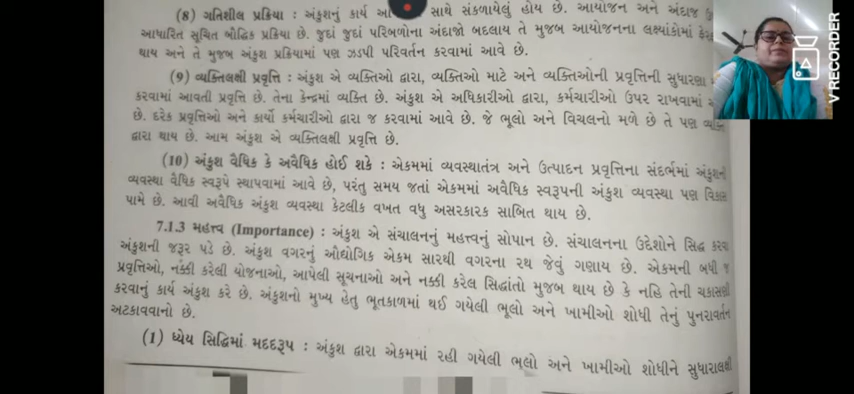 (8) ગતિશીલ પ્રક્રિયા : અંકુશનું કાર્ય સાથે સંકળાયેલું હોય છે. આયોજન અને અંદાજ
આધારિત સૂચિત બૌદ્ધિક પ્રક્રિયા છે. જુદાં જુદાં પરિબળોના અંદાજો બદલાય તે મુજબ આયોજનના લક્ષ્યાંકોમાં
થાય અને તે મુજબ અંકુશ પ્રક્રિયામાં પણ ઝડપી પરિવર્તન કરવામાં આવે છે.
(9) વ્યક્તિલક્ષી પ્રવૃત્તિ : અંકુશ એ વ્યક્તિઓ દ્વારા, વ્યક્તિઓ માટે અને વ્યક્તિઓની પ્રવૃત્તિની સુધારણા
કરવામાં આવતી પ્રવૃત્તિ છે. તેના કેન્દ્રમાં વ્યક્તિ છે. અંકુશ એ અધિકારીઓ દ્વારા, કર્મચારીઓ ઉપર રાખવામાં
છે. દરેક પ્રવૃત્તિઓ અને કાર્યો કર્મચારીઓ દ્વારા જ કરવામાં આવે છે. જે ભૂલો અને વિચલનો મળે છે તે પણ વ્યક્તિ
દ્વારા થાય છે. આમ અંકુશ એ વ્યક્તિલક્ષી પ્રવૃત્તિ છે.
(10) અંકુશ વૈધિક કે અવૈધિક હોઈ શકે : એકમમાં વ્યવસ્થાતંત્ર અને ઉત્પાદન પ્રવૃત્તિના સંદર્ભમાં અંકુશની
વ્યવસ્થા વૈધિક સ્વરૂપે સ્થાપવામાં આવે છે, પરંતુ સમય જતાં એકમમાં અવૈધિક સ્વરૂપની અંકુશ વ્યવસ્થા પણ વિકાસ
પામે છે. આવી અવૈધિક અંકુશ વ્યવસ્થા કેટલીક વખત વધુ અસરકારક સાબિત થાય છે.
7.1.3 મહત્ત્વ (Importance) : અંકુશ એ સંચાલનનું મહત્ત્વનું સોપાન છે. સંચાલનના ઉદ્દેશોને સિદ્ધ કરવા
અંકુશની જરૂર પડે છે. અંકુશ વગરનું ઔદ્યોગિક એકમ સારથી વગરના રથ જેવું ગણાય છે. એકમની બધી જ
પ્રવૃત્તિઓ, નક્કી કરેલી યોજનાઓ, આપેલી સૂચનાઓ અને નક્કી કરેલ સિદ્ધાંતો મુજબ થાય છે કે નહિ તેની ચકાસણી
કરવાનું કાર્ય અંકુશ કરે છે. અંકુશનો મુખ્ય હેતુ ભૂતકાળમાં થઈ ગયેલી ભૂલો અને ખામીઓ શોધી તેનું પુનરાવર્તન
અટકાવવાનો છે.
(1) ધ્યેય સિદ્ધિમાં મદદરૂપ : અંકુશ દ્વારા એકમમાં રહી ગયેલી ભૂલો અને ખામીઓ શોધીને સુધારાલક્ષી
V RECORDER